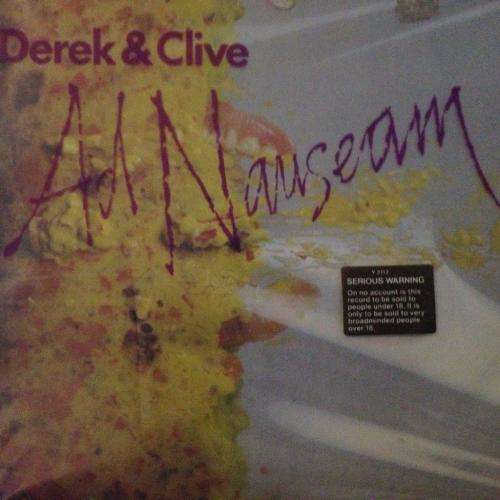 Derek & Clive
Ad Nauseam
V 2112
SERIOUS WARNING
On no account is this
record to be sold to
people under 18. It is
only to be sold to very
broadminded people
over 18.